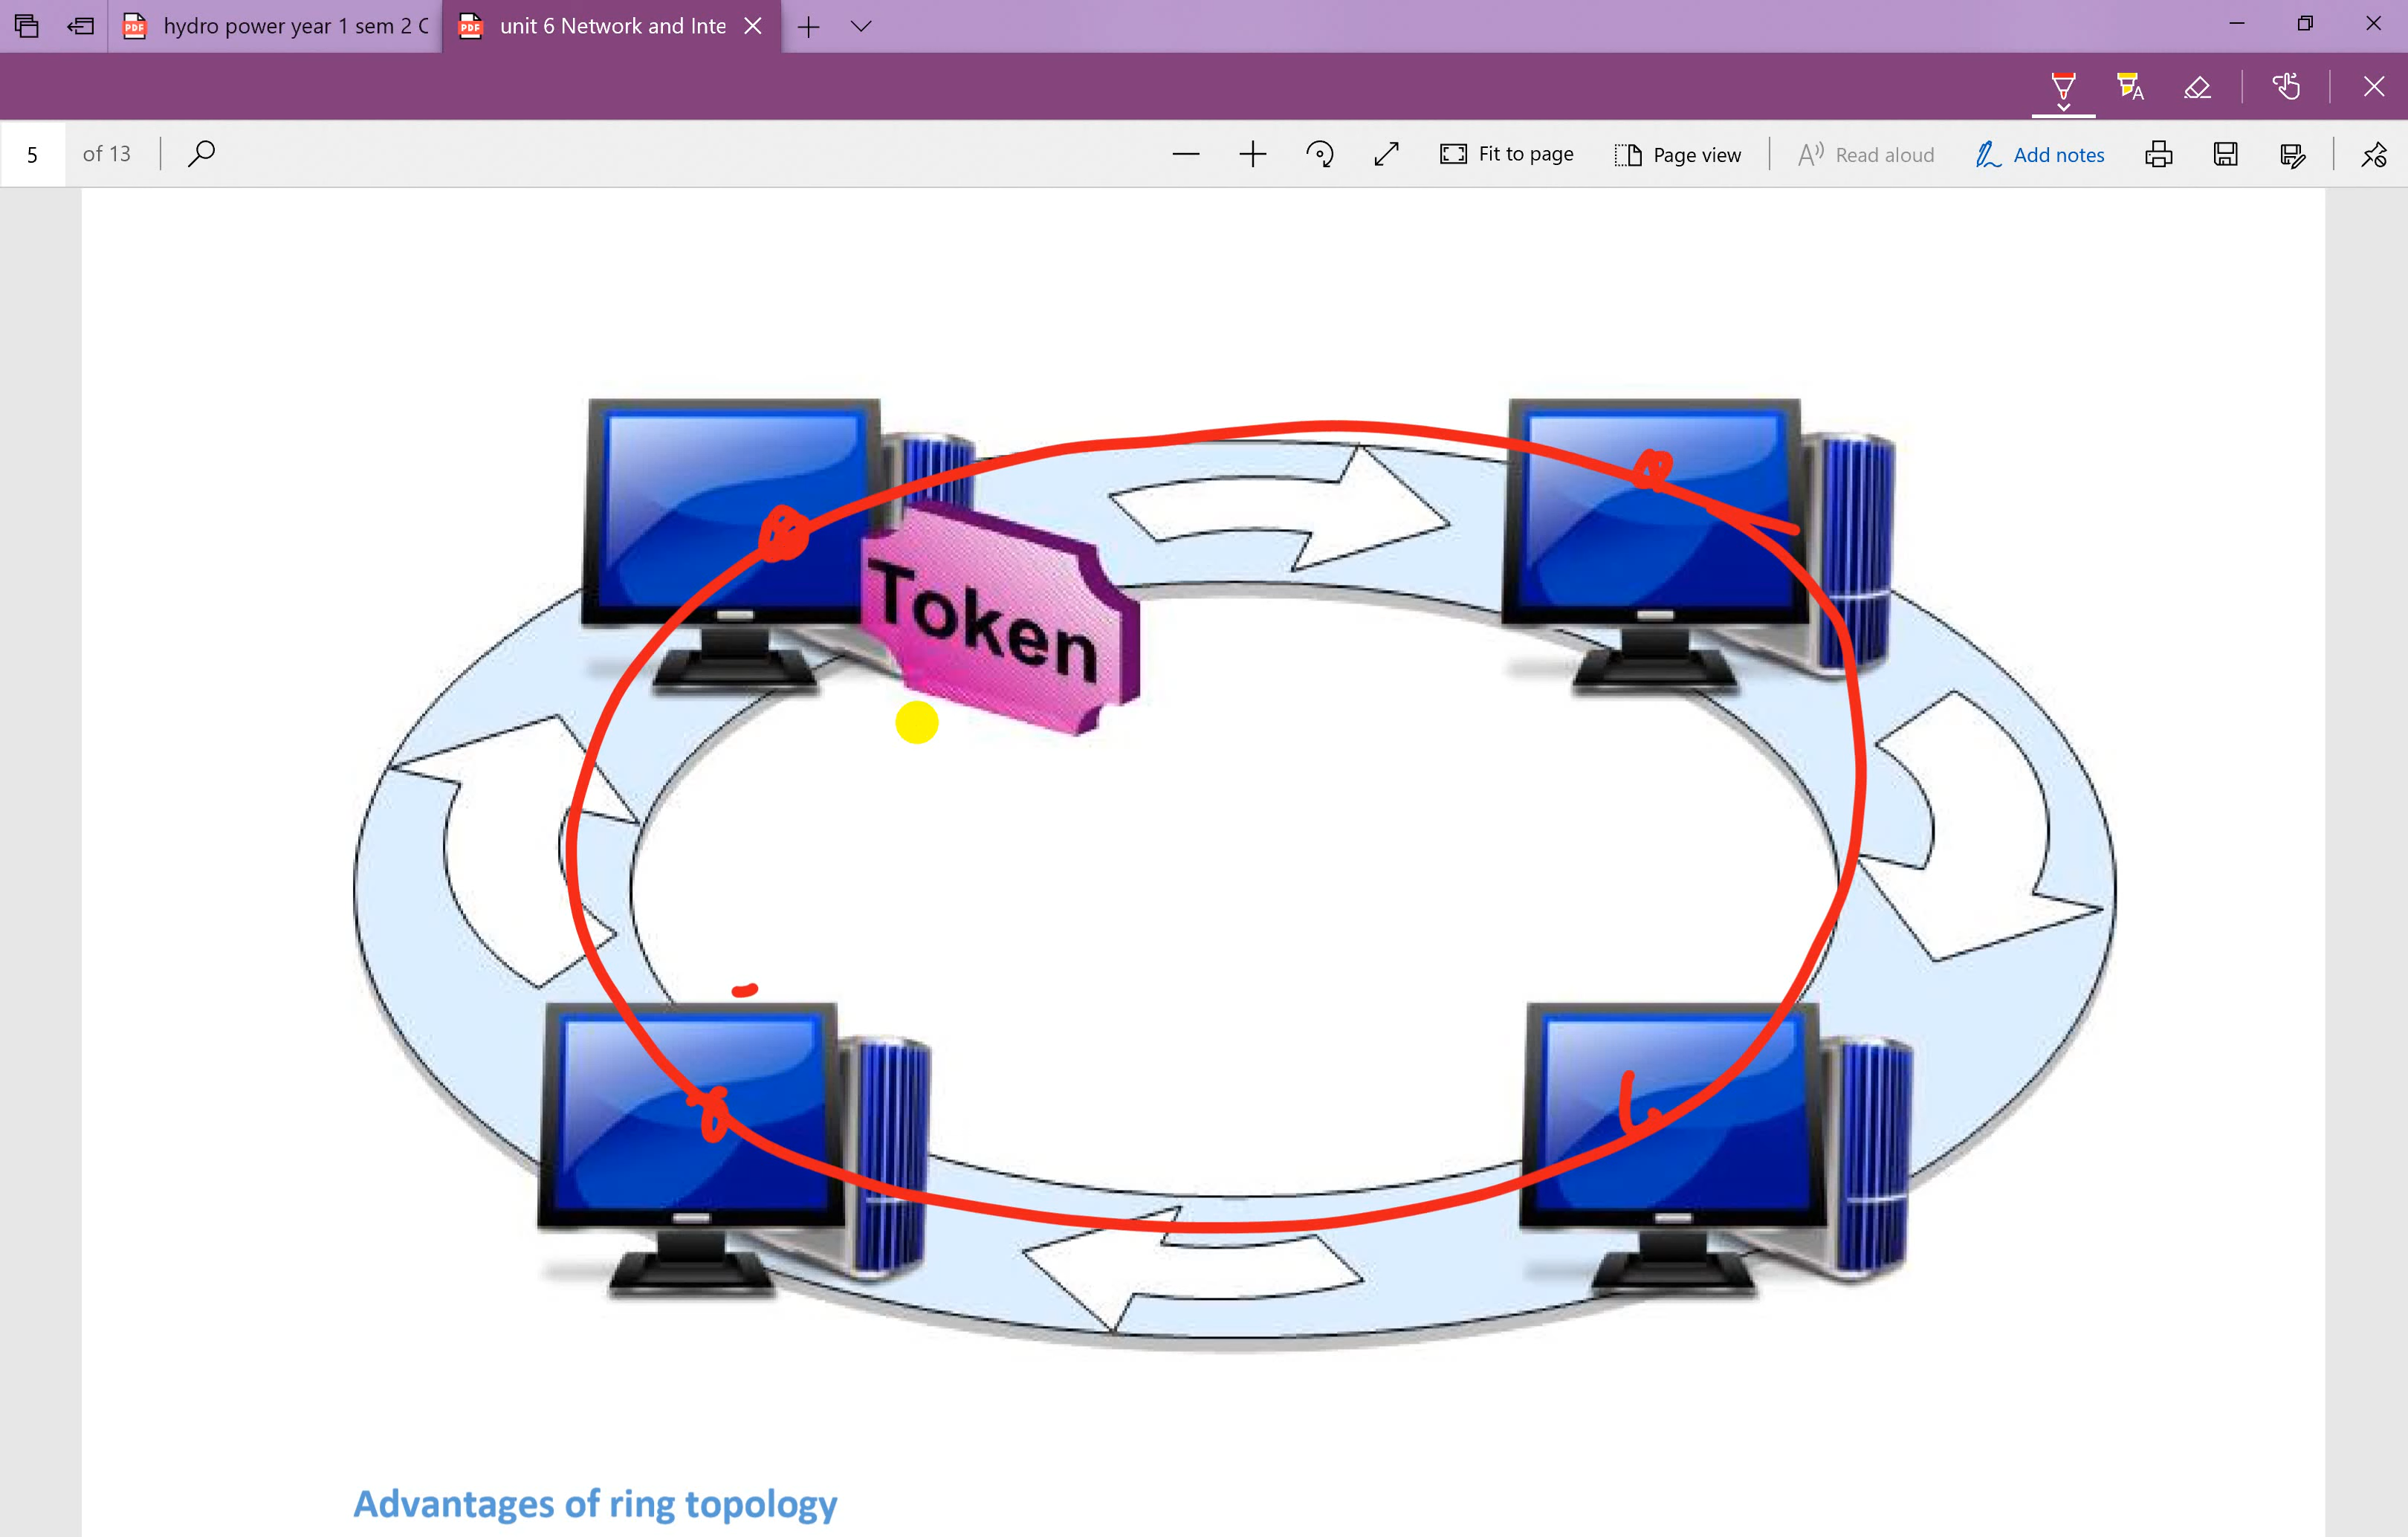 hydro power year 1 sem 2 C
unit 6 Network and Inte
5 of 13
Fit to page
Page view
Read aloud
Add notes
Token
Advantages of ring topology